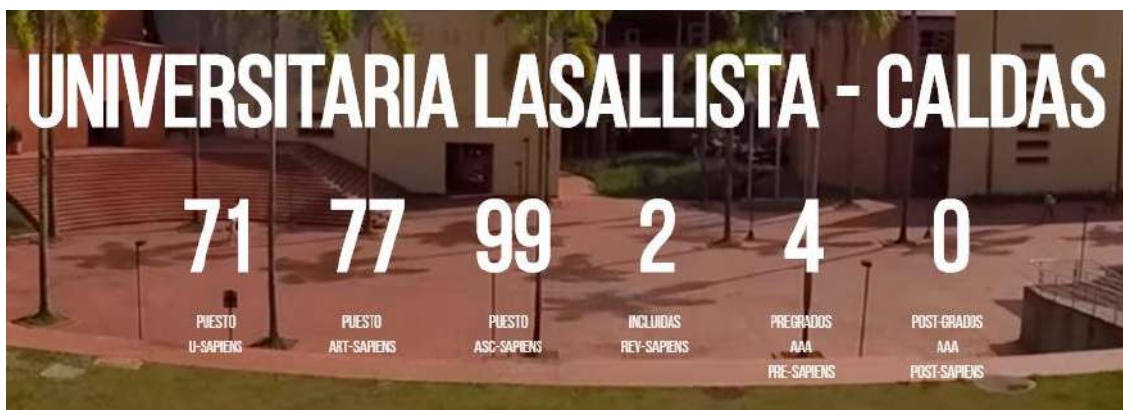 UNIVERSITARIA LASALLISTA - CALDAS
71 77 99 2 4 0
PUESTO PUESTO PUESTO INCLUIDAS PREGRADOS POST-GRADOS
U-SAPIENS ART-SAPIENS ASC-SAPIENS REV-SAPIENS AAA AAA
PRE-SAPIENS POST-SAPIENS